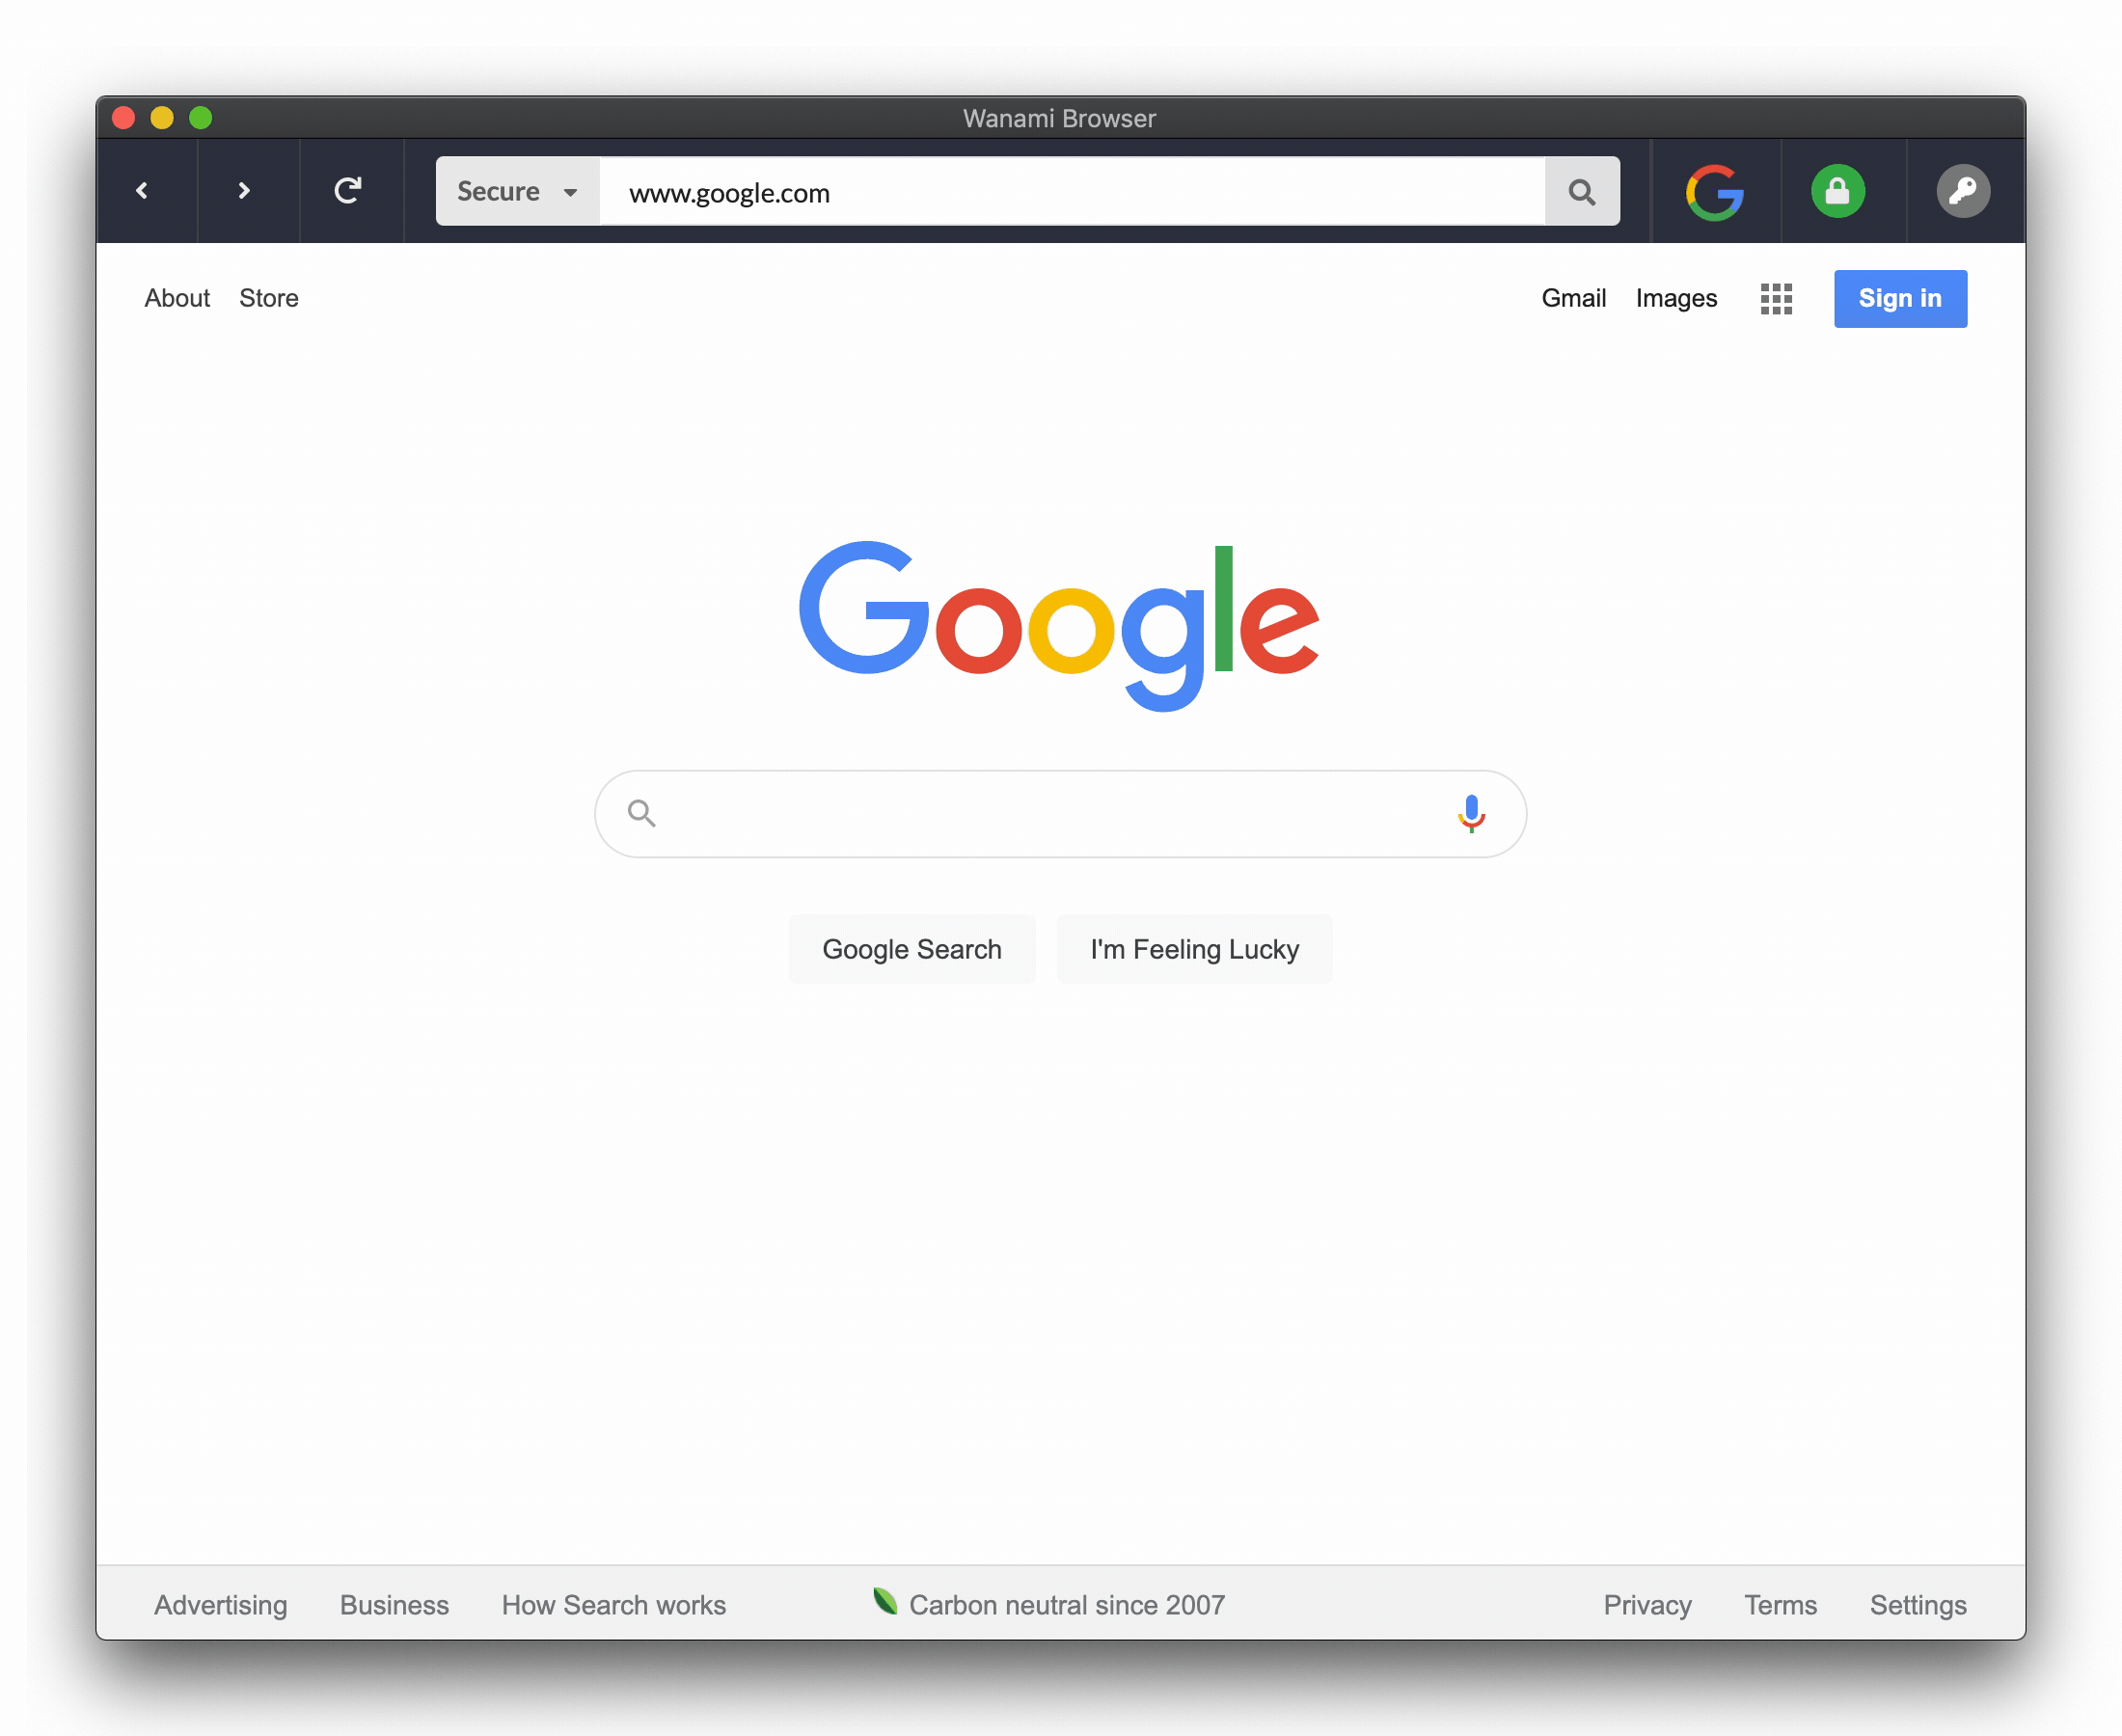 Wanami Browser
Secure www.google.com
About Store Gmail Images Sign in
Google
Google Search I'm Feeling Lucky
Advertising Business How Search works Carbon neutral since 2007 Privacy Terms Settings